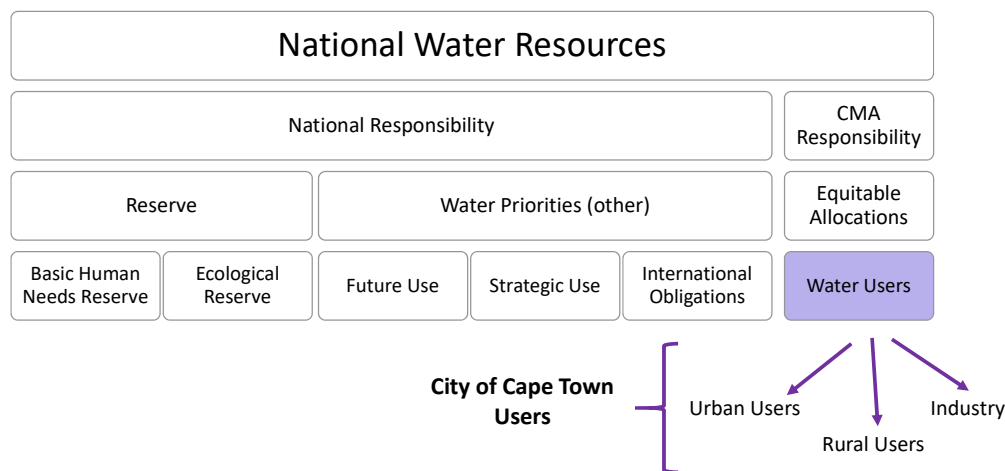 National Water Resources
National Responsibility
CMA
Responsibility
Reserve
Water Priorities (other)
Equitable
Allocations
Basic Human
Needs Reserve
Ecological
Reserve
Future Use
Strategic Use
International
Obligations
Water Users
City of Cape Town
Users
Urban Users
Rural Users
Industry